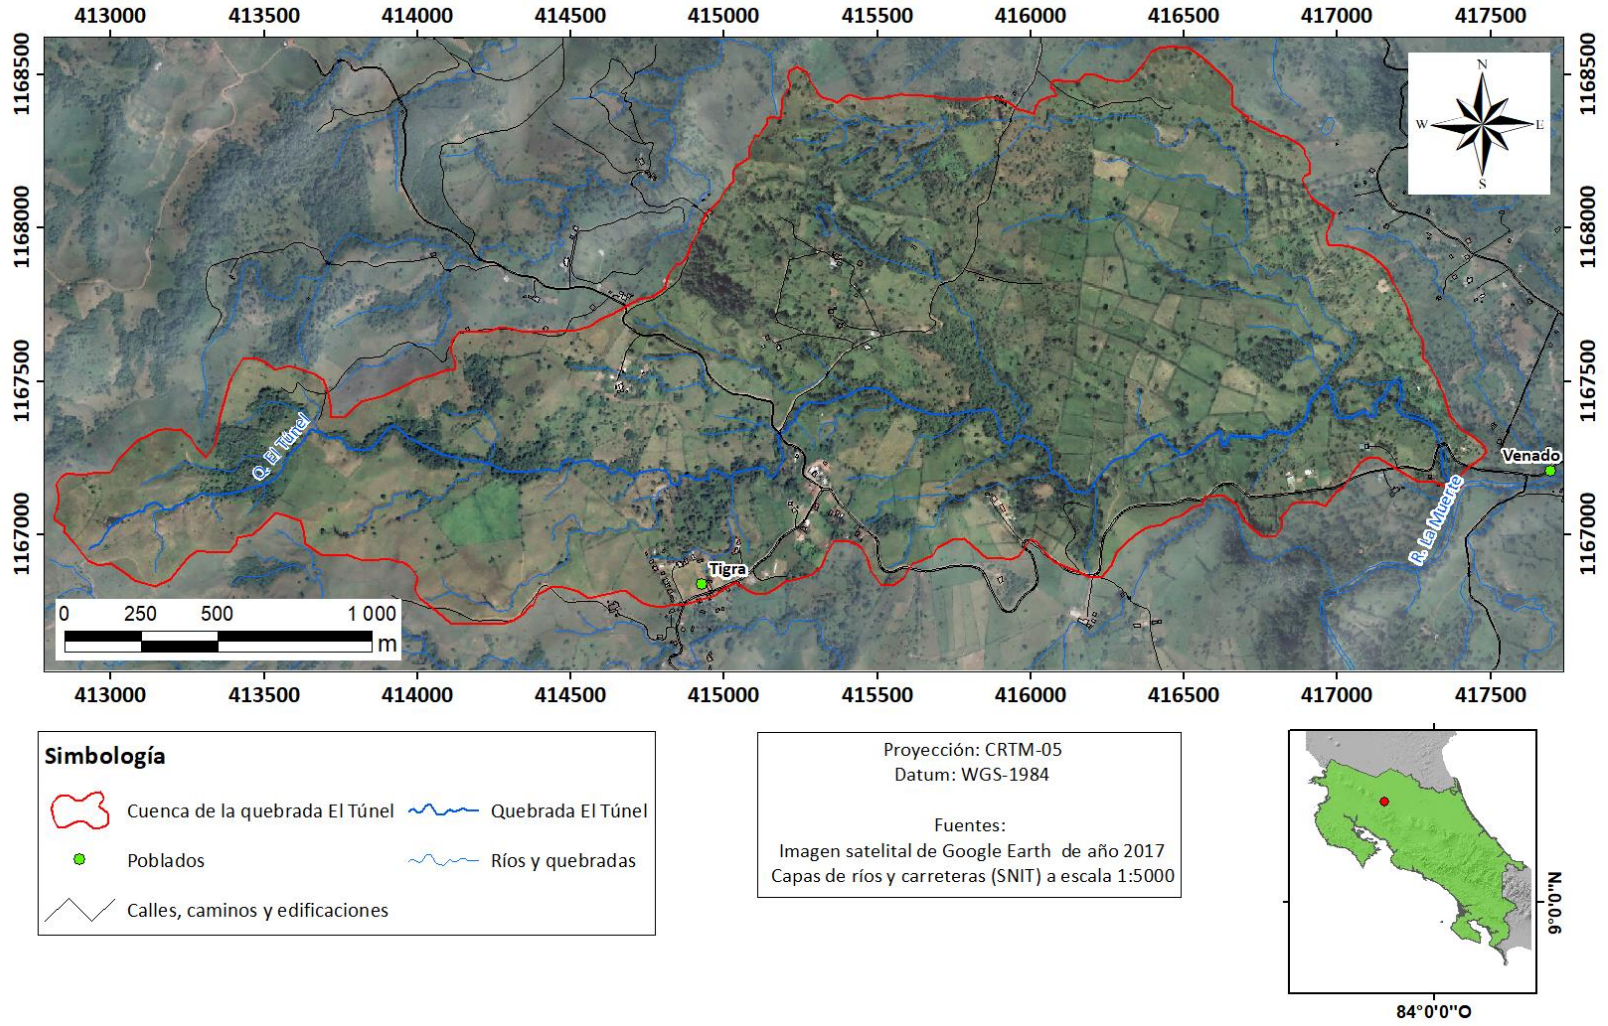 413000 413500 414000 414500 415000 415500 416000 416500 417000 417500
1168500 1168500
N
W E
S
1168000 1168000
1167500 1167500
Q. El Túnel
Venado
1167000 1167000
R. La Muerte
Tigra
0 250 500 1 000
m
413000 413500 414000 414500 415000 415500 416000 416500 417000 417500
Simbología
Cuenca de la quebrada El Túnel
Quebrada El Túnel
Poblados
Ríos y quebradas
Calles, caminos y edificaciones
Proyección: CRTM-05
Datum: WGS-1984
Fuentes:
Imagen satelital de Google Earth de año 2017
Capas de ríos y carreteras (SNIT) a escala 1:5000
9°0'0"N
84°0'0"O